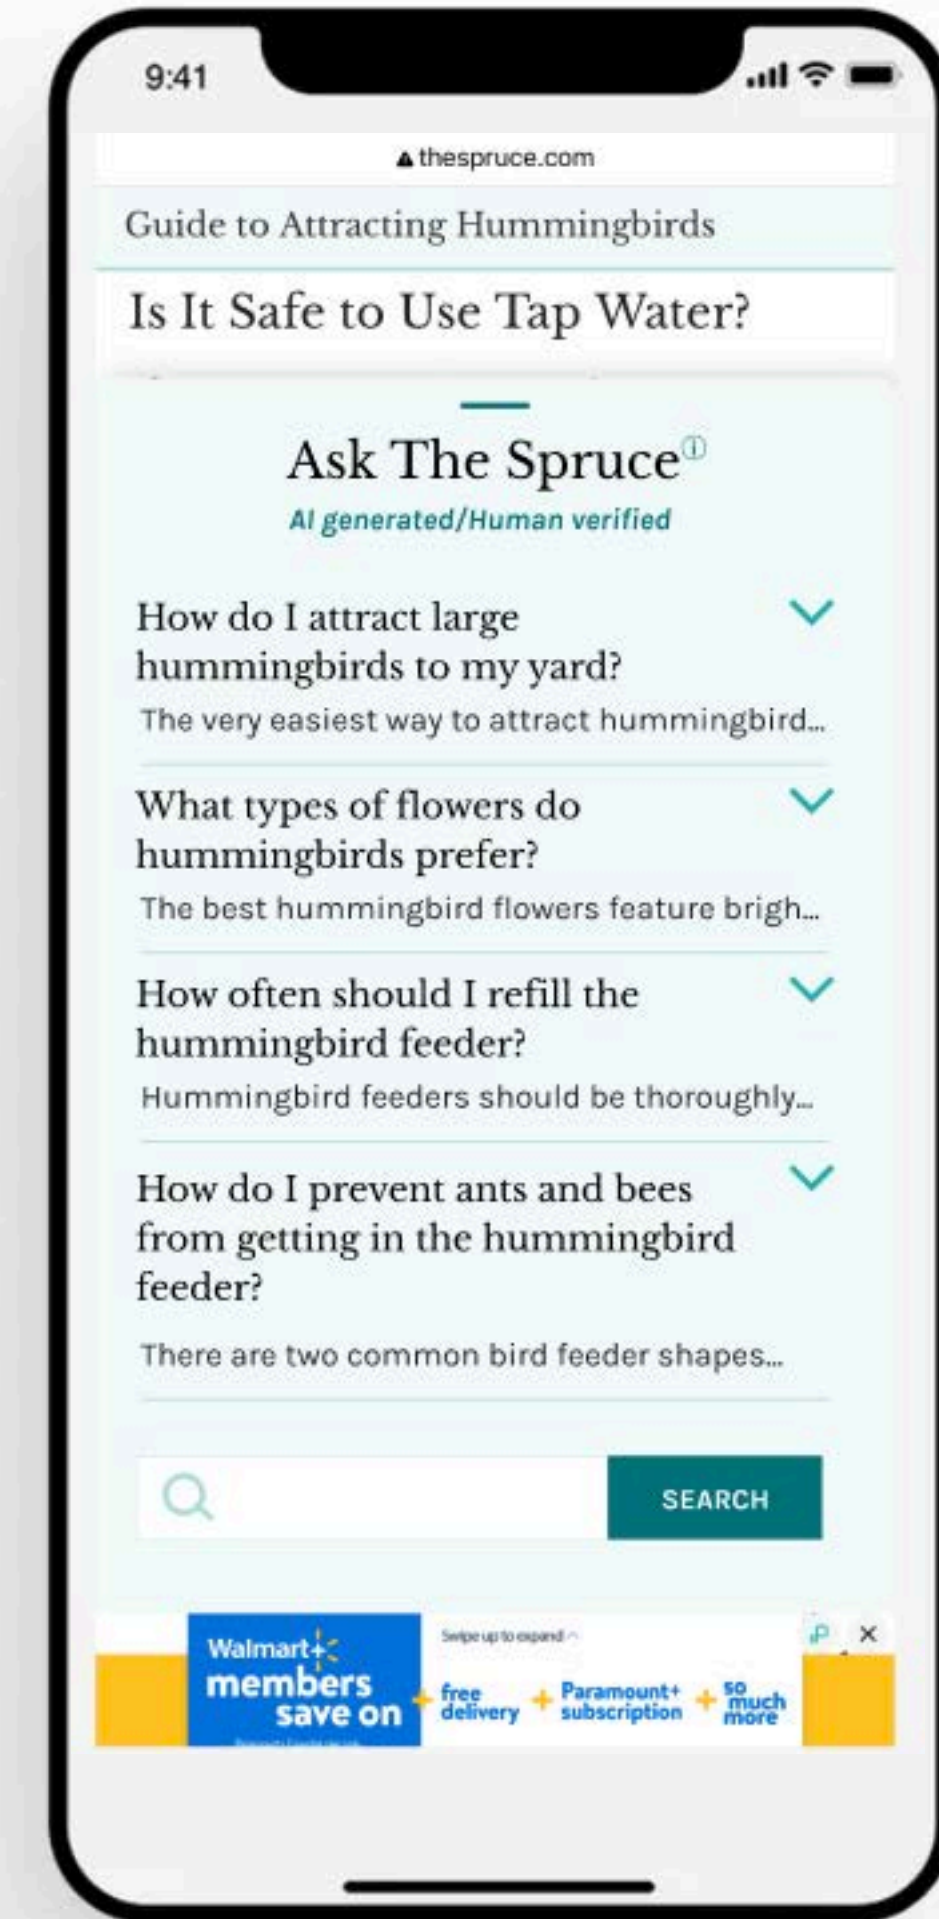 9:41
thespruce.com
Guide to Attracting Hummingbirds
Is It Safe to Use Tap Water?
Ask The Spruce
AI generated/Human verified
How do I attract large
hummingbirds to my yard?
The very easiest way to attract hummingbird...
What types of flowers do
hummingbirds prefer?
The best hummingbird flowers feature brigh...
How often should I refill the
hummingbird feeder?
Hummingbird feeders should be thoroughly...
How do I prevent ants and bees
from getting in the hummingbird
feeder?
There are two common bird feeder shapes...
SEARCH
Walmart+
members
save on
Swipe up to expand
+ free
delivery
+ Paramount+
subscription
+ so
much
more